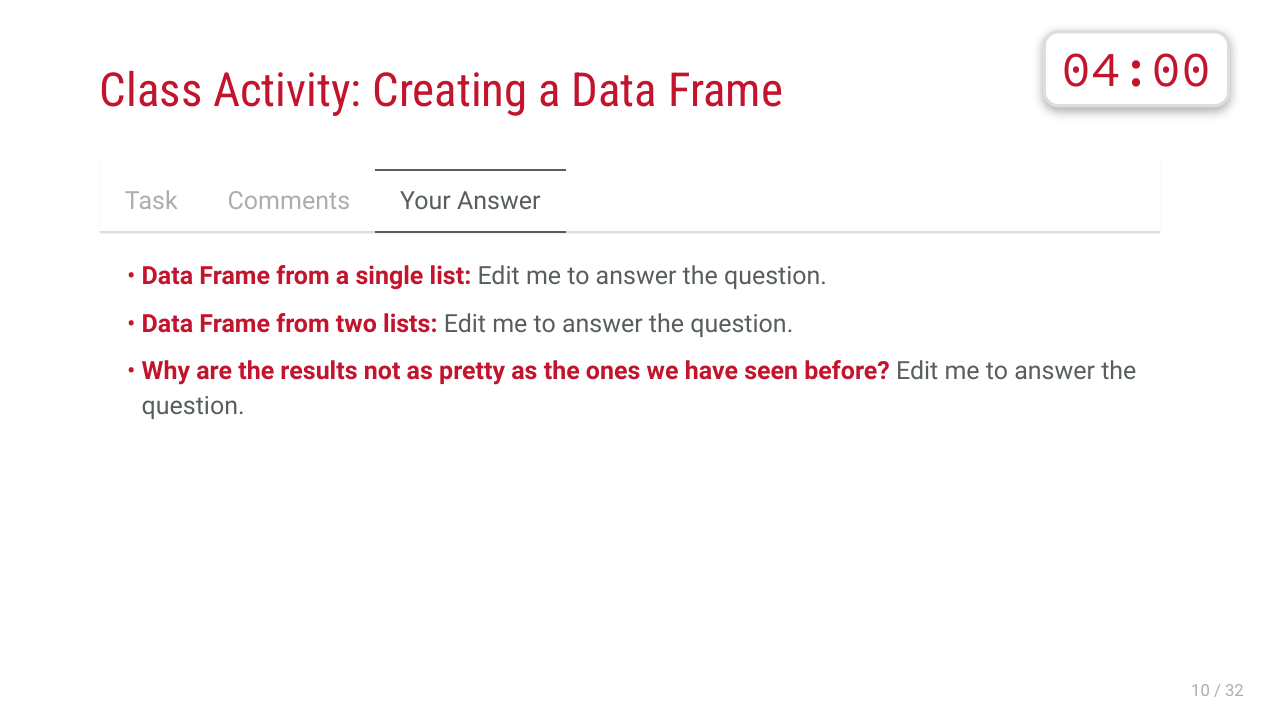 Class Activity: Creating a Data Frame
04:00
Task
Comments
Your Answer
• Data Frame from a single list: Edit me to answer the question.
• Data Frame from two lists: Edit me to answer the question.
• Why are the results not as pretty as the ones we have seen before? Edit me to answer the
question.
10 / 32